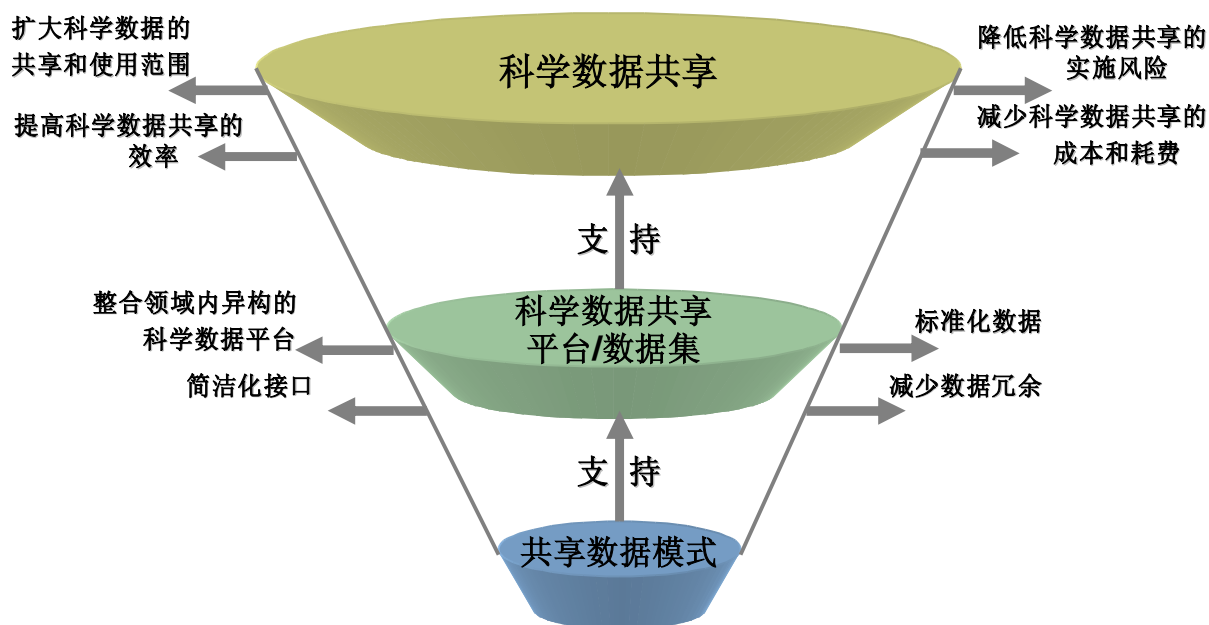 扩大科学数据的
共享和使用范围
提高科学数据共享的
效率
科学数据共享
降低科学数据共享的
实施风险
减少科学数据共享的
成本和耗费
支 持
整合领域内异构的
科学数据平台
简洁化接口
科学数据共享
平台/数据集
标准化数据
减少数据冗余
支 持
共享数据模式